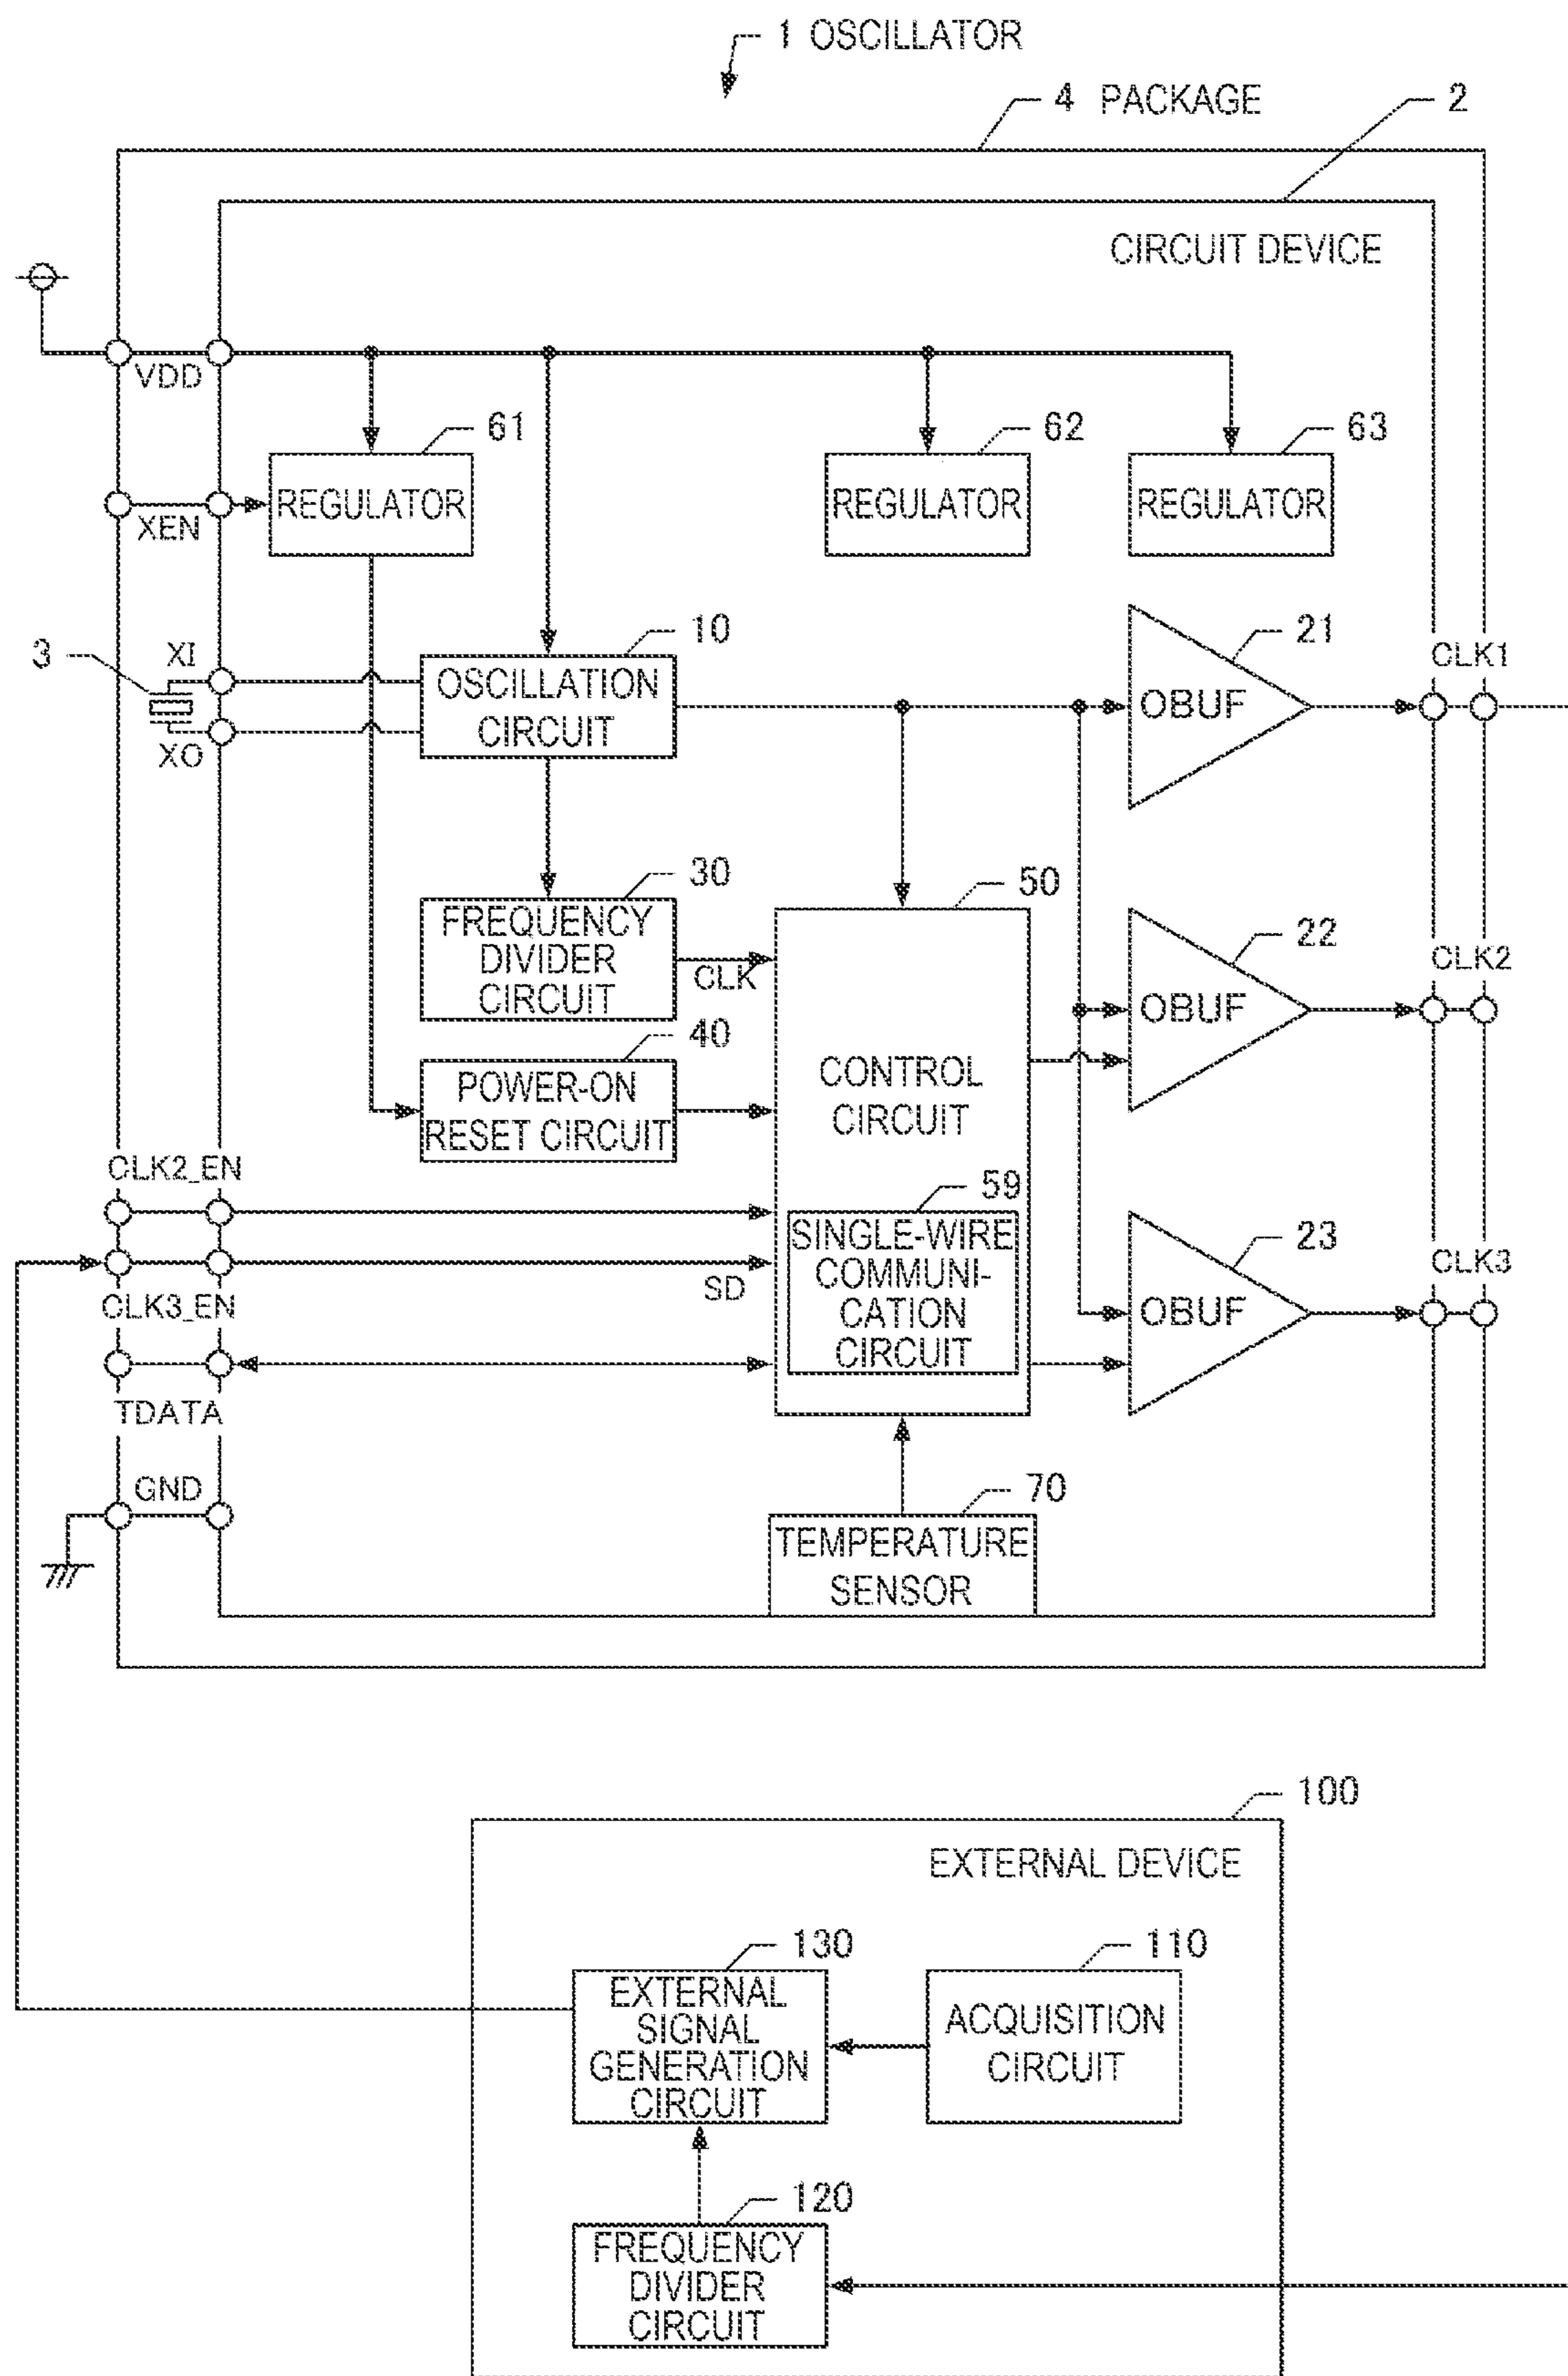 1 OSCILLATOR
4 PACKAGE
2
CIRCUIT DEVICE
VDD
61
62
63
REGULATOR
REGULATOR
REGULATOR
XEN
3
XI
XO
10
OSCILLATION
CIRCUIT
21
OBUF
CLK1
30
FREQUENCY
DIVIDER
CIRCUIT
CLK
50
CONTROL
CIRCUIT
22
OBUF
CLK2
40
POWER-ON
RESET CIRCUIT
CLK2_EN
59
SINGLE-WIRE
COMMUNI-
CATION
CIRCUIT
SD
CLK3_EN
23
OBUF
CLK3
TDATA
GND
70
TEMPERATURE
SENSOR
100
EXTERNAL DEVICE
130
EXTERNAL
SIGNAL
GENERATION
CIRCUIT
110
ACQUISITION
CIRCUIT
120
FREQUENCY
DIVIDER
CIRCUIT